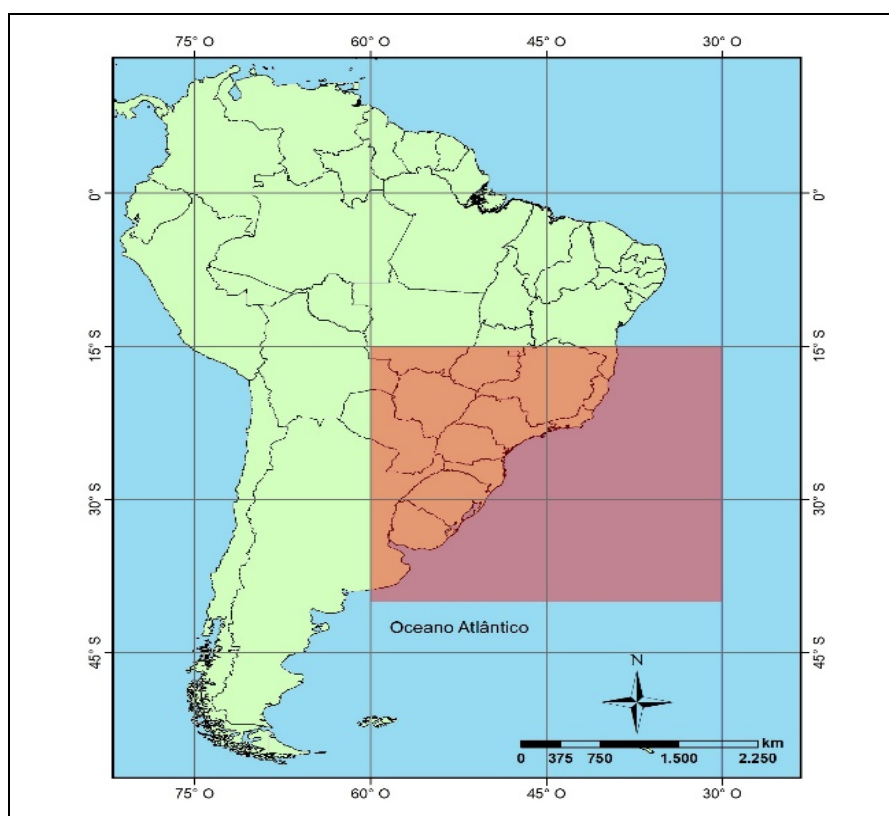 75° O 60° O 45° O 30° O
0° 0°
15° S 15° S
30° S 30° S
45° S 45° S
Oceano Atlântico
N
km
0 375 750 1.500 2.250
75° O 60° O 45° O 30° O